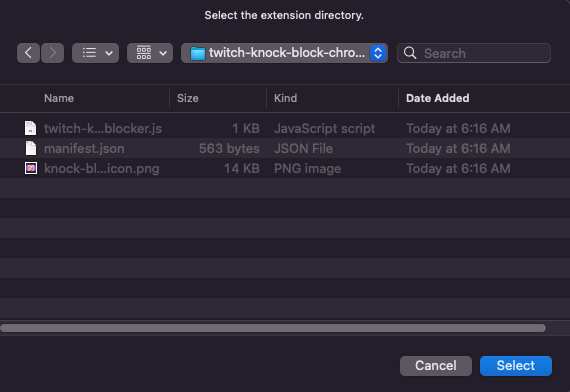 Select the extension directory.
twitch-knock-block-chro... Search
Name Size Kind Date Added
twitch-k...blocker.js 1 KB JavaScript script Today at 6:16 AM
manifest.json 563 bytes JSON File Today at 6:16 AM
knock-bl...icon.png 14 KB PNG image Today at 6:16 AM
Cancel Select